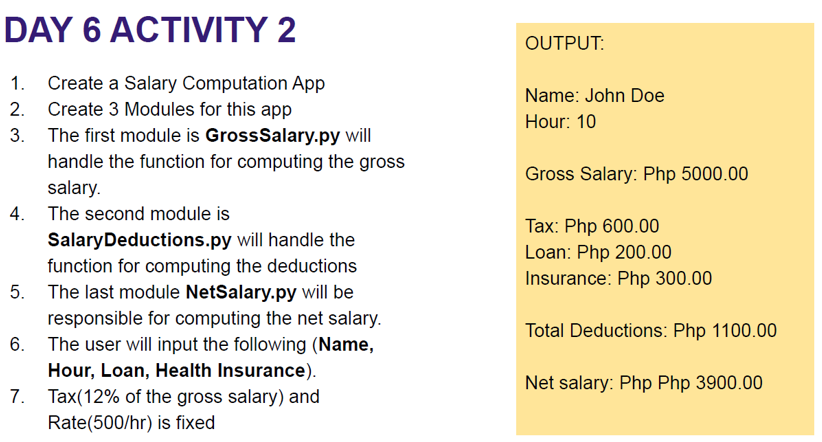 DAY 6 ACTIVITY 2
1. Create a Salary Computation App
2. Create 3 Modules for this app
3. The first module is GrossSalary.py will
handle the function for computing the gross
salary.
4. The second module is
SalaryDeductions.py will handle the
function for computing the deductions
5. The last module NetSalary.py will be
responsible for computing the net salary.
6. The user will input the following (Name,
Hour, Loan, Health Insurance).
7. Tax(12% of the gross salary) and
Rate(500/hr) is fixed
OUTPUT:
Name: John Doe
Hour: 10
Gross Salary: Php 5000.00
Tax: Php 600.00
Loan: Php 200.00
Insurance: Php 300.00
Total Deductions: Php 1100.00
Net salary: Php Php 3900.00